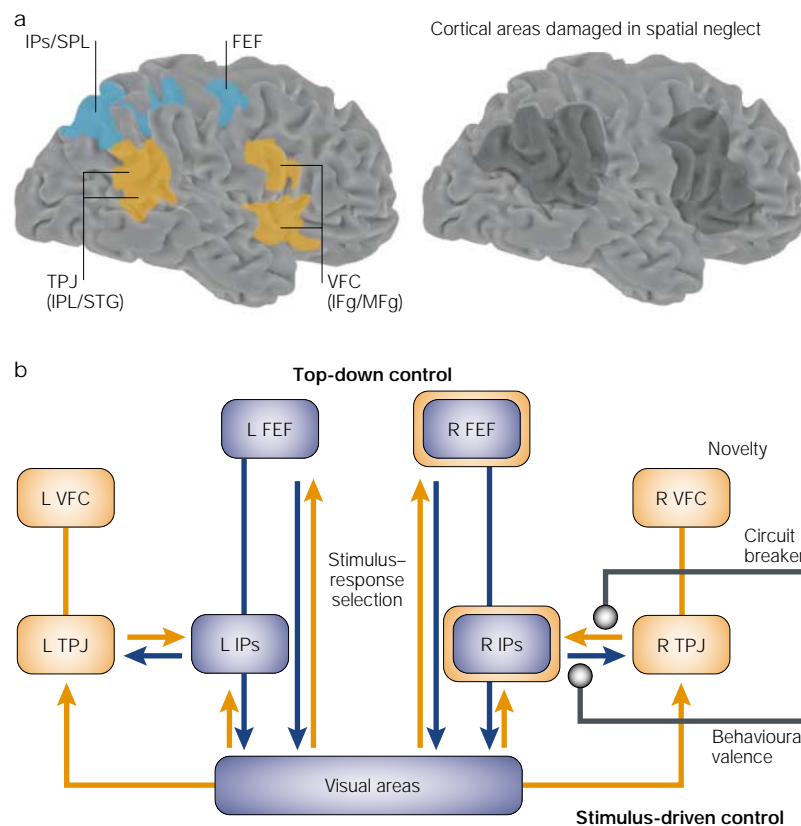 a
IPs/SPL
FEF
Cortical areas damaged in spatial neglect
TPJ
(IPL/STG)
VFC
(IFg/MFg)
b
Top-down control
L FEF
R FEF
Novelty
L VFC
R VFC
Stimulus–
response
selection
Circuit
breaker
L TPJ
L IPs
R IPs
R TPJ
Behavioura
valence
Visual areas
Stimulus-driven control